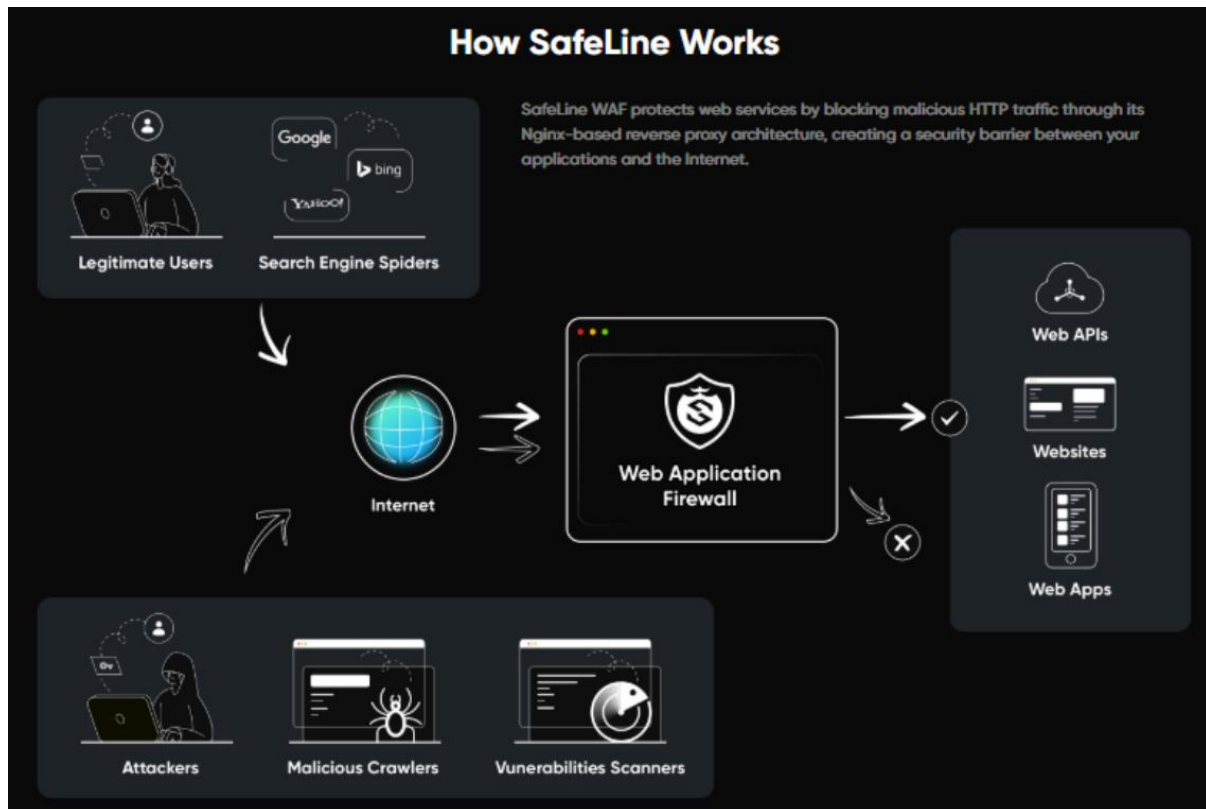 How SafeLine Works
SafeLine WAF protects web services by blocking malicious HTTP traffic through its
Nginx-based reverse proxy architecture, creating a security barrier between your
applications and the Internet.
Google
bing
YAHOO!
Legitimate Users
Search Engine Spiders
Web APIs
Websites
Web Apps
Internet
Web Application
Firewall
Attackers
Malicious Crawlers
Vunerabilities Scanners